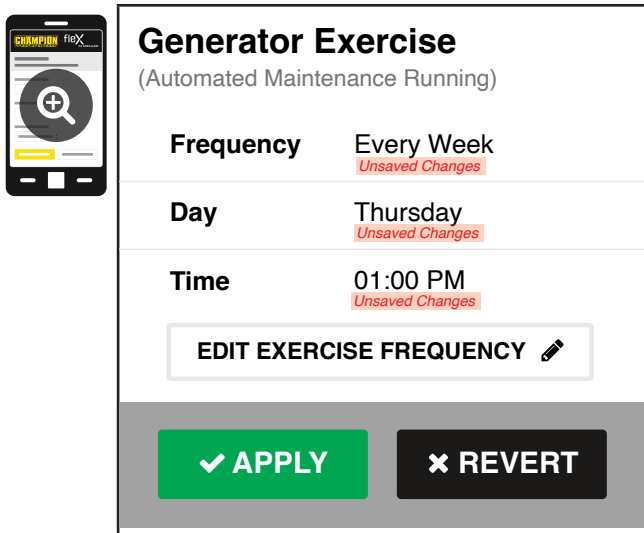 CHAMPION fleX
Generator Exercise
(Automated Maintenance Running)
Frequency Every Week
Unsaved Changes
Day Thursday
Unsaved Changes
Time 01:00 PM
Unsaved Changes
EDIT EXERCISE FREQUENCY
APPLY REVERT